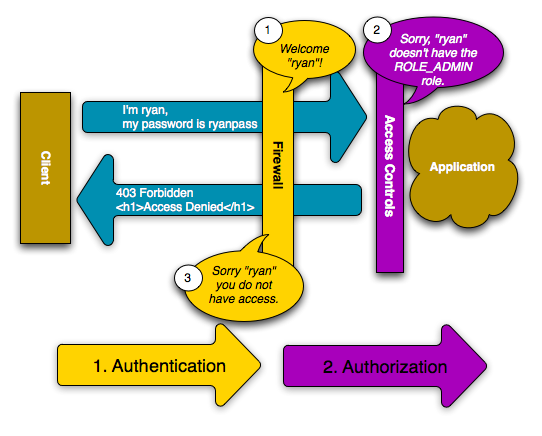 1
Welcome
"ryan"!
2
Sorry, "ryan"
doesn't have the
ROLE_ADMIN
role.
I'm ryan,
my password is ryanpass
Client
Firewall
Access Controls
Application
403 Forbidden
<h1>Access Denied</h1>
3
Sorry "ryan"
you do not
have access.
1. Authentication
2. Authorization